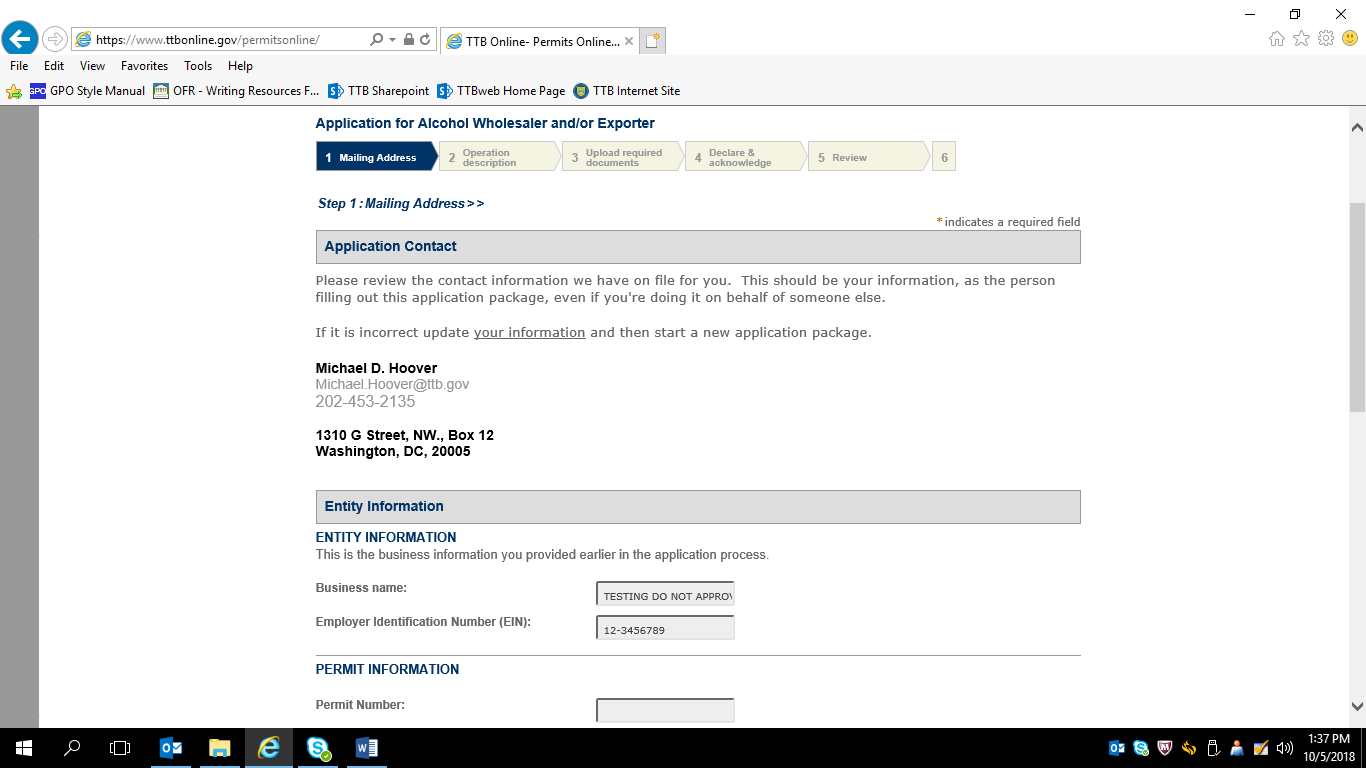 https://www.ttbonline.gov/permitsonline/
TTB Online- Permits Online...
File Edit View Favorites Tools Help
GPO GPO Style Manual OFR - Writing Resources F... TTB Sharepoint TTBweb Home Page TTB Internet Site
Application for Alcohol Wholesaler and/or Exporter
1 Mailing Address
2 Operation description
3 Upload required documents
4 Declare & acknowledge
5 Review
6
Step 1 : Mailing Address>>
*indicates a required field
Application Contact
Please review the contact information we have on file for you. This should be your information, as the person
filling out this application package, even if you're doing it on behalf of someone else.
If it is incorrect update your information and then start a new application package.
Michael D. Hoover
Michael.Hoover@ttb.gov
202-453-2135
1310 G Street, NW., Box 12
Washington, DC, 20005
Entity Information
ENTITY INFORMATION
This is the business information you provided earlier in the application process.
Business name: TESTING DO NOT APPROV
Employer Identification Number (EIN): 12-3456789
PERMIT INFORMATION
Permit Number:
1:37 PM
10/5/2018